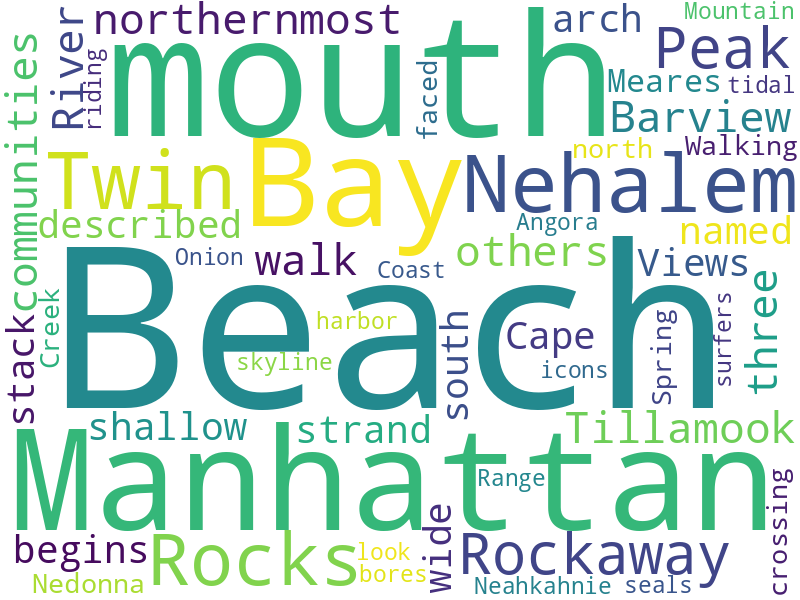 northernmost
arch
Mountain
River
riding
mouth
faced
Peak
communities
Meares
tidal
Barview
Twin
Bay
Nehalem
north
Walking
described
Angora
named
Onion
walk
Coast
others
Views
Beach
Creek
stack
harbor
skyline
south
Cape
icons
Spring
surfers
three
shallow
strand
Tillamook
Manhattan
Range
begins
Rocks
look
bores
wide
Rockaway
crossing
Nedonna
Neahkahnie
seals